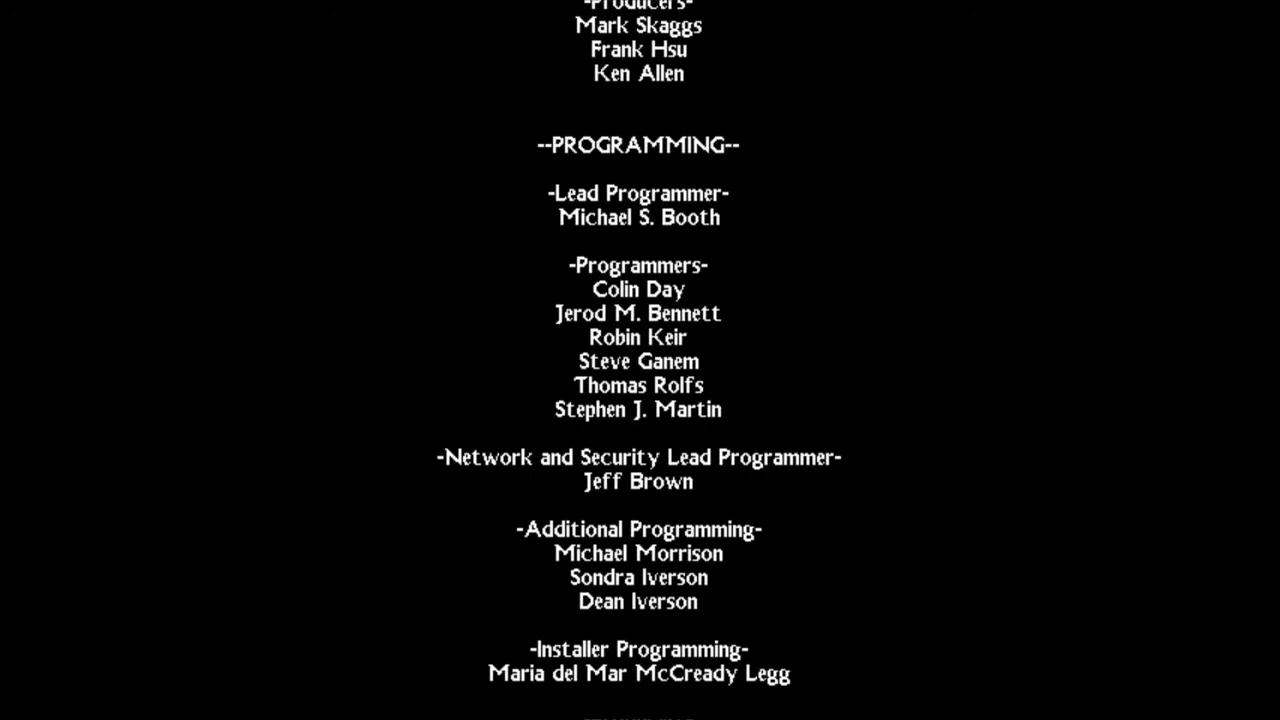 -Producers-
Mark Skaggs
Frank Hsu
Ken Allen
--PROGRAMMING--
-Lead Programmer-
Michael S. Booth
-Programmers-
Colin Day
Jerod M. Bennett
Robin Keir
Steve Ganem
Thomas Rolfs
Stephen J. Martin
-Network and Security Lead Programmer-
Jeff Brown
-Additional Programming-
Michael Morrison
Sondra Iverson
Dean Iverson
-Installer Programming-
Maria del Mar McCready Legg